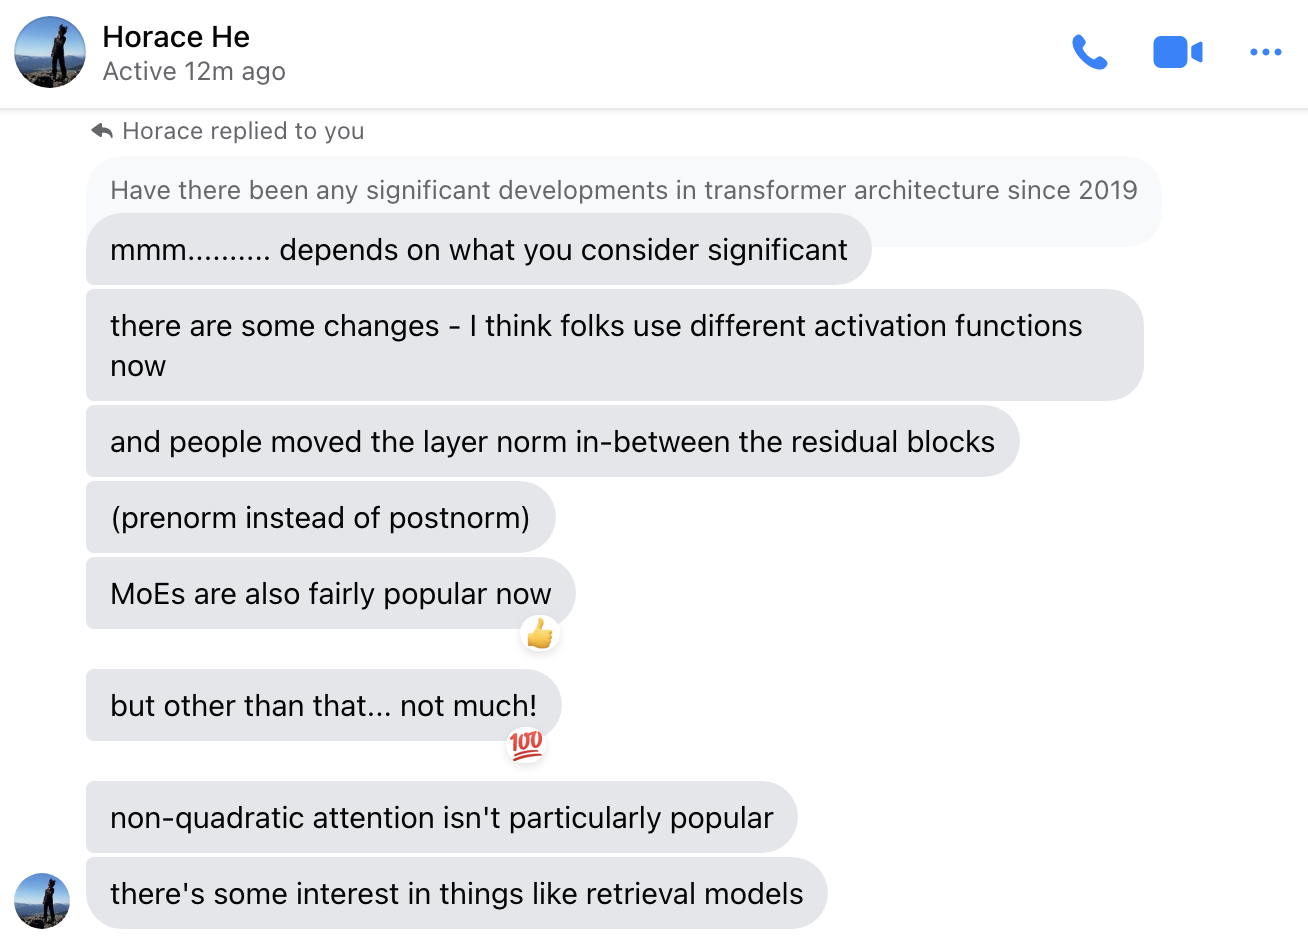 Horace He
Active 12m ago
Horace replied to you
Have there been any significant developments in transformer architecture since 2019
mmm.......... depends on what you consider significant
there are some changes - I think folks use different activation functions
now
and people moved the layer norm in-between the residual blocks
(prenorm instead of postnorm)
MoEs are also fairly popular now
but other than that... not much!
non-quadratic attention isn't particularly popular
there's some interest in things like retrieval models